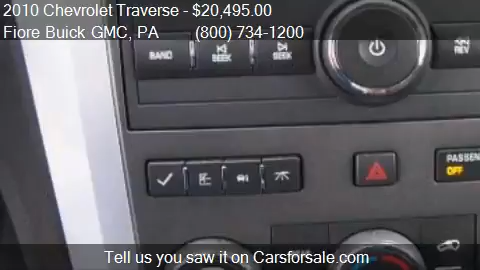 2010 Chevrolet Traverse - $20,495.00
Fiore Buick GMC, PA (800) 734-1200
BAND SEEK SEEK REV
PASSEN
OFF
Tell us you saw it on Carsforsale.com